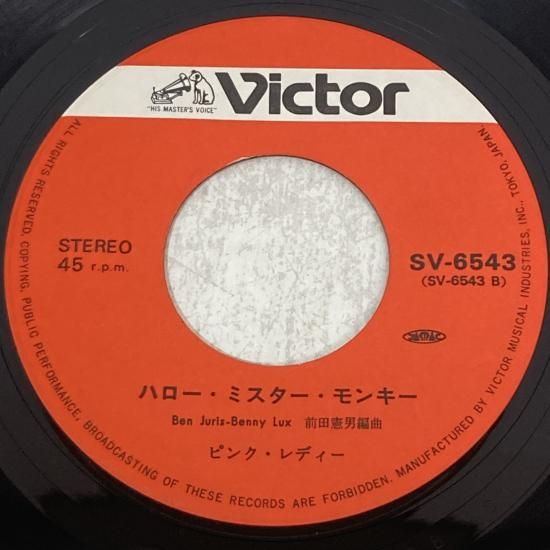 "HIS MASTER'S VOICE"
Victor
STEREO
45 r.p.m.
SV-6543
(SV-6543 B)
JASRAC
ハロー・ミスター・モンキー
Ben Juris-Benny Lux 前田憲男編曲
ピンク・レディー
ALL RIGHTS RESERVED. COPYING, PUBLIC PERFORMANCE, BROADCASTING OF THESE RECORDS ARE FORBIDDEN. MANUFACTURED BY VICTOR MUSICAL INDUSTRIES, INC., TOKYO, JAPAN